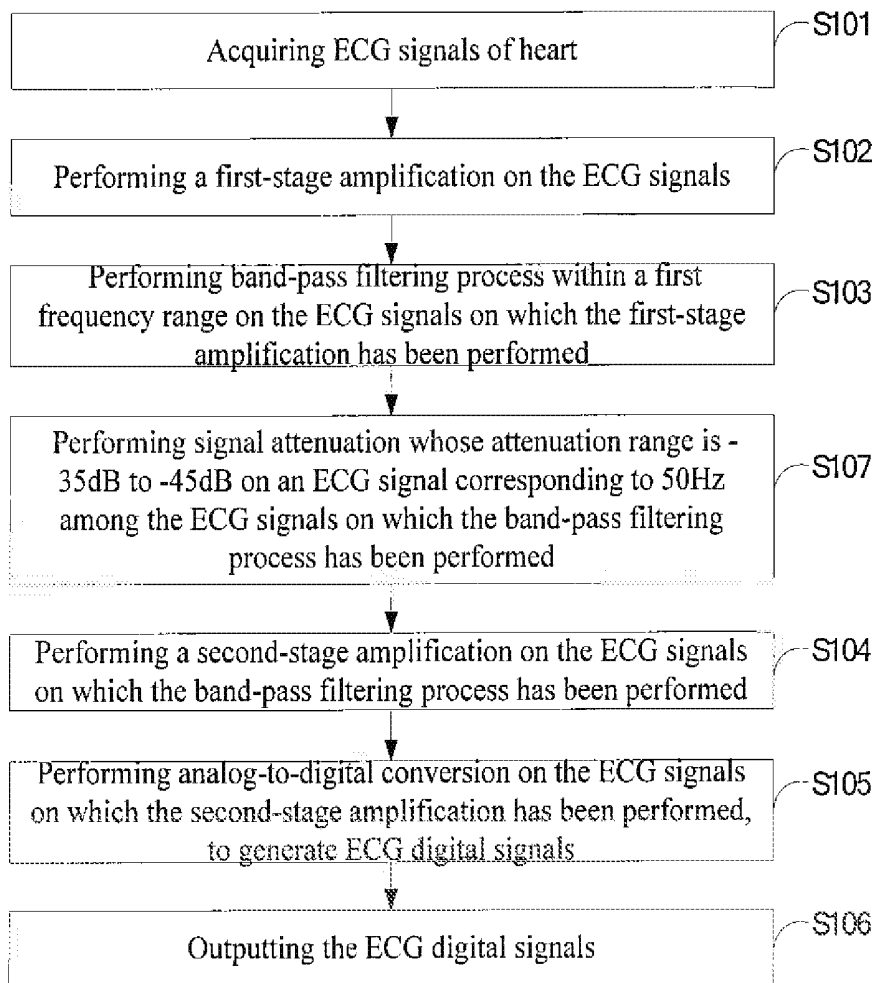 Acquiring ECG signals of heart
S101
Performing a first-stage amplification on the ECG signals
S102
Performing band-pass filtering process within a first
frequency range on the ECG signals on which the first-stage
amplification has been performed
S103
Performing signal attenuation whose attenuation range is -
35dB to -45dB on an ECG signal corresponding to 50Hz
among the ECG signals on which the band-pass filtering
process has been performed
S107
Performing a second-stage amplification on the ECG signals
on which the band-pass filtering process has been performed
S104
Performing analog-to-digital conversion on the ECG signals
on which the second-stage amplification has been performed,
to generate ECG digital signals
S105
Outputting the ECG digital signals
S106